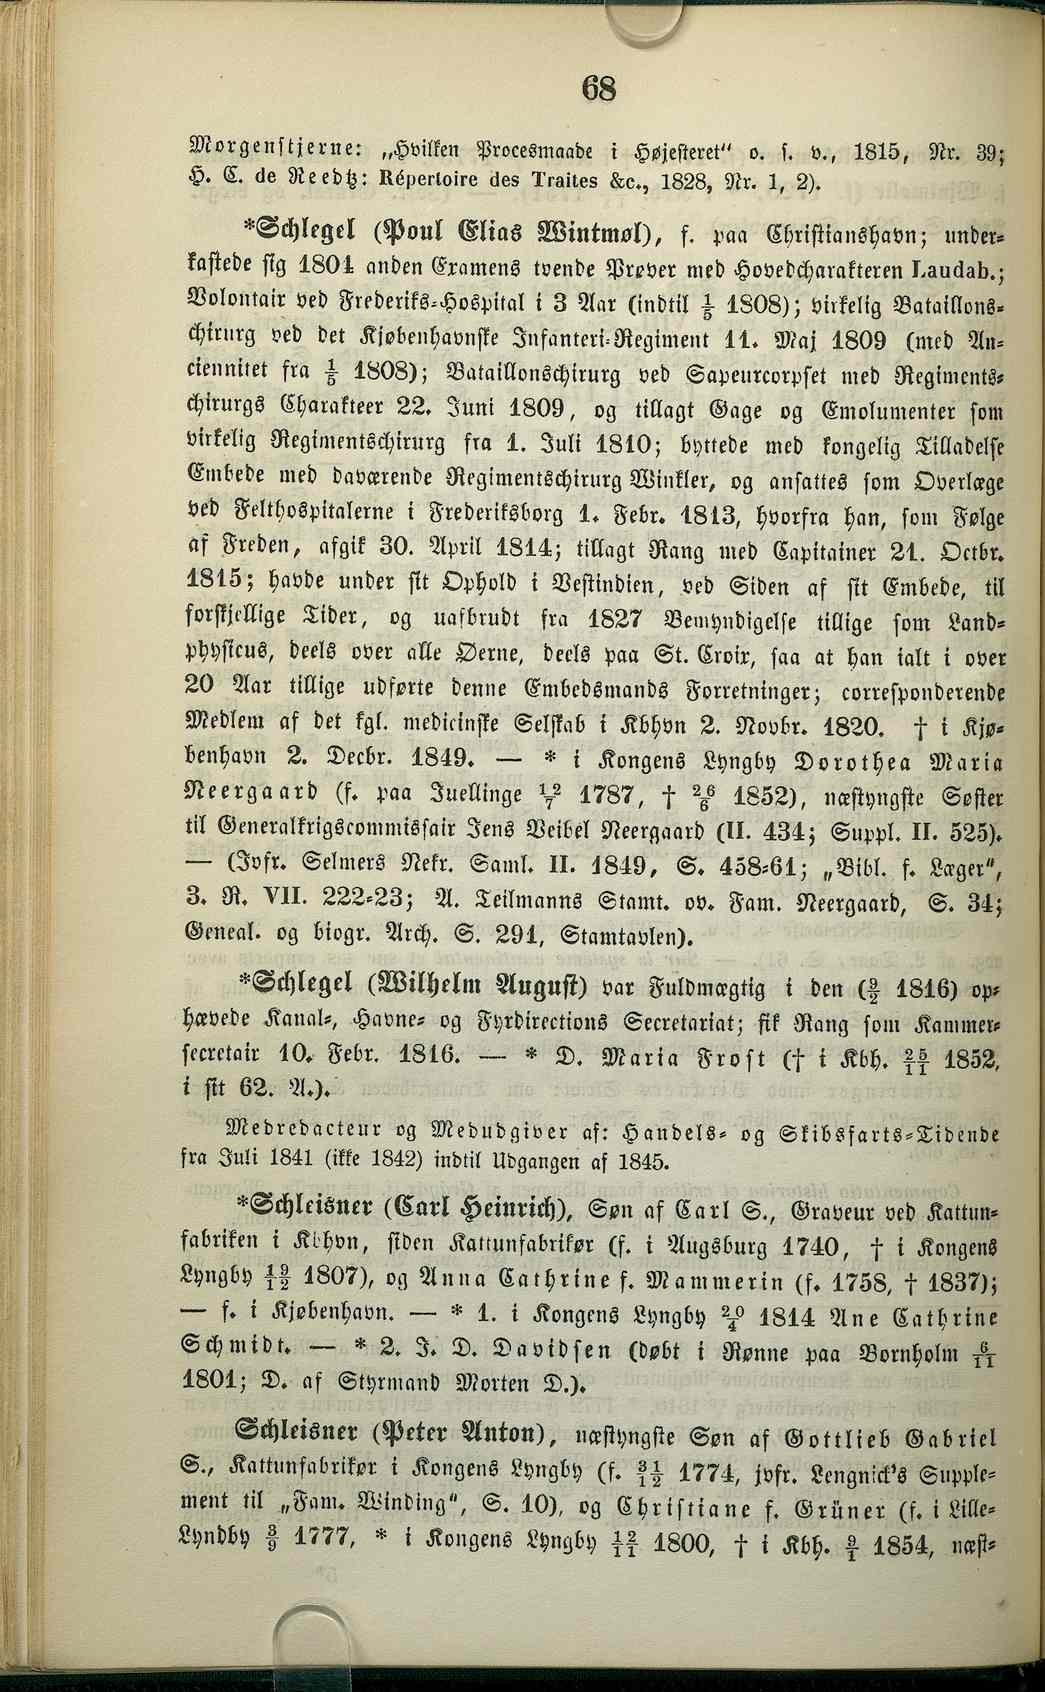 68
Morgenstjerne: „Hvilken Procesmaade i Højesteret“ o. s. v., 1815, Nr. 39;
H. C. de Reedtz: Répertoire des Traites &c., 1828, Nr. 1, 2).
*Schlegel (Poul Elias Wintmøl), f. paa Christianshavn; under-
kastede sig 1801 anden Examens tvende Prøver med Hovedcharakteren Laudab.;
Volontair ved Frederiks-Hospital i 3 Aar (indtil 1/5 1808); virkelig Bataillons-
chirurg ved det Kjøbenhavnske Infanteri-Regiment 11. Maj 1809 (med An-
ciennitet fra 1/5 1808); Bataillonschirurg ved Sapeurcorpset med Regiments-
chirurgs Charakteer 22. Juni 1809, og tillagt Gage og Emolumenter som
virkelig Regimentschirurg fra 1. Juli 1810; byttede med kongelig Tilladelse
Embede med daværende Regimentschirurg Winkler, og ansattes som Overlæge
ved Felthospitalerne i Frederiksborg 1. Febr. 1813, hvorfra han, som Følge
af Freden, afgik 30. April 1814; tillagt Rang med Capitainer 21. Octbr.
1815; havde under sit Ophold i Vestindien, ved Siden af sit Embede, til
forskjellige Tider, og uafbrudt fra 1827 Bemyndigelse tillige som Land-
physicus, deels over alle Øerne, deels paa St. Croix, saa at han ialt i over
20 Aar tillige udførte denne Embedsmands Forretninger; corresponderende
Medlem af det kgl. medicinske Selskab i Kbhvn 2. Novbr. 1820. † i Kjø-
benhavn 2. Decbr. 1849. — * i Kongens Lyngby Dorothea Maria
Neergaard (f. paa Juellinge 12/7 1787, † 26/6 1852), næstyngste Søster
til Generalkrigscommissair Jens Veibel Neergaard (II. 434; Suppl. II. 525).
— (Jvfr. Selmers Nekr. Saml. II. 1849, S. 458-61; „Bibl. f. Læger“,
3. R. VII. 222-23; A. Teilmanns Stamt. ov. Fam. Neergaard, S. 34;
Geneal. og biogr. Arch. S. 291, Stamtavlen).
*Schlegel (Wilhelm August) var Fuldmægtig i den (9/2 1816) op-
hævede Kanal-, Havne- og Fyrdirections Secretariat; fik Rang som Kammer-
secretair 10. Febr. 1816. — * D. Maria Frost († i Kbh. 25/11 1852,
i sit 62. A.).
Medredacteur og Medudgiver af: Handels- og Skibsfarts-Tidende
fra Juli 1841 (ikke 1842) indtil Udgangen af 1845.
*Schleisner (Carl Heinrich), Søn af Carl S., Graveur ved Kattun-
fabriken i Kbhvn, siden Kattunfabrikør (f. i Augsburg 1740, † i Kongens
Lyngby 19/12 1807), og Anna Cathrine f. Mammerin (f. 1758, † 1837);
— f. i Kjøbenhavn. — * 1. i Kongens Lyngby 20/4 1814 Ane Cathrine
Schmidt. — * 2. J. D. Davidsen (døbt i Rønne paa Bornholm 6/11
1801; D. af Styrmand Morten D.).
Schleisner (Peter Anton), næstyngste Søn af Gottlieb Gabriel
S., Kattunfabrikør i Kongens Lyngby (f. 31/12 1774, jvfr. Lengnick's Supple-
ment til „Fam. Winding“, S. 10), og Christiane f. Grüner (f. i Lille-
Lyndby 3/9 1777, * i Kongens Lyngby 12/11 1800, † i Kbh. 9/1 1854, næst-